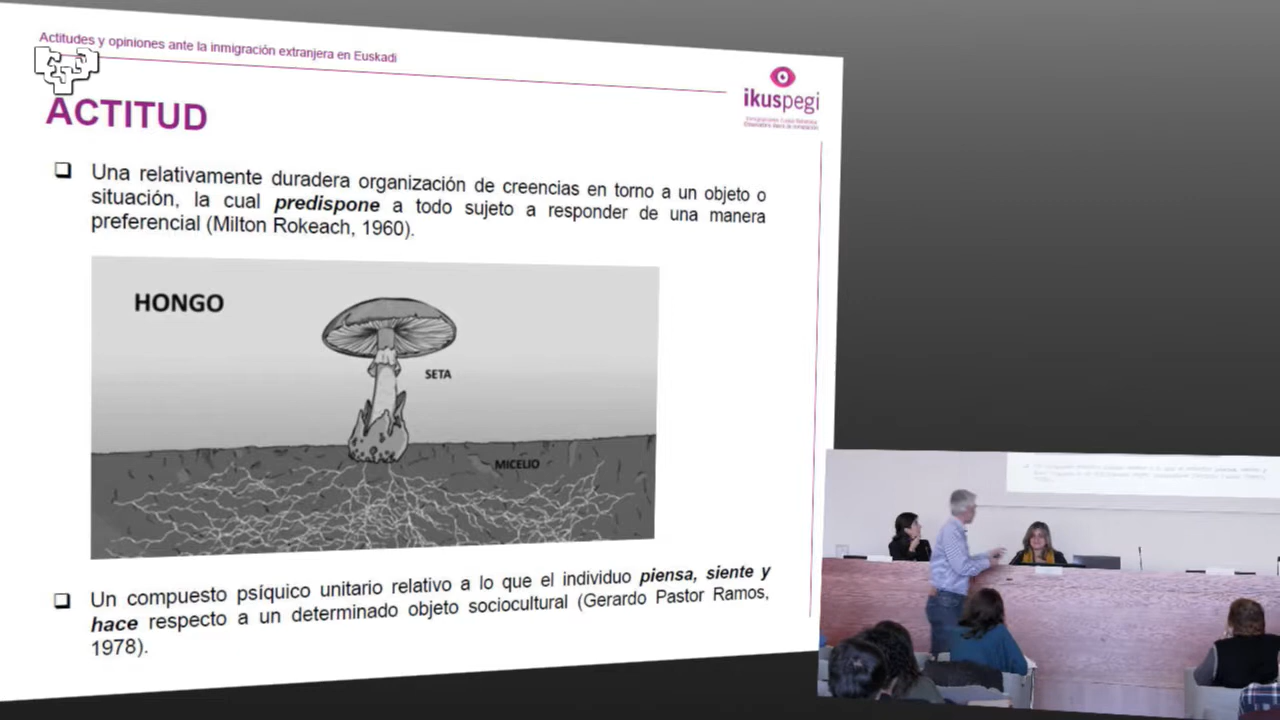 Actitudes y opiniones ante la inmigración extranjera en Euskadi
ikuspegi
ACTITUD
Una relativamente duradera organización de creencias en torno a un objeto o
situación, la cual predispone a todo sujeto a responder de una manera
preferencial (Milton Rokeach, 1960).
HONGO
SETA
MICELIO
Un compuesto psíquico unitario relativo a lo que el individuo piensa, siente y
hace respecto a un determinado objeto sociocultural (Gerardo Pastor Ramos,
1978).